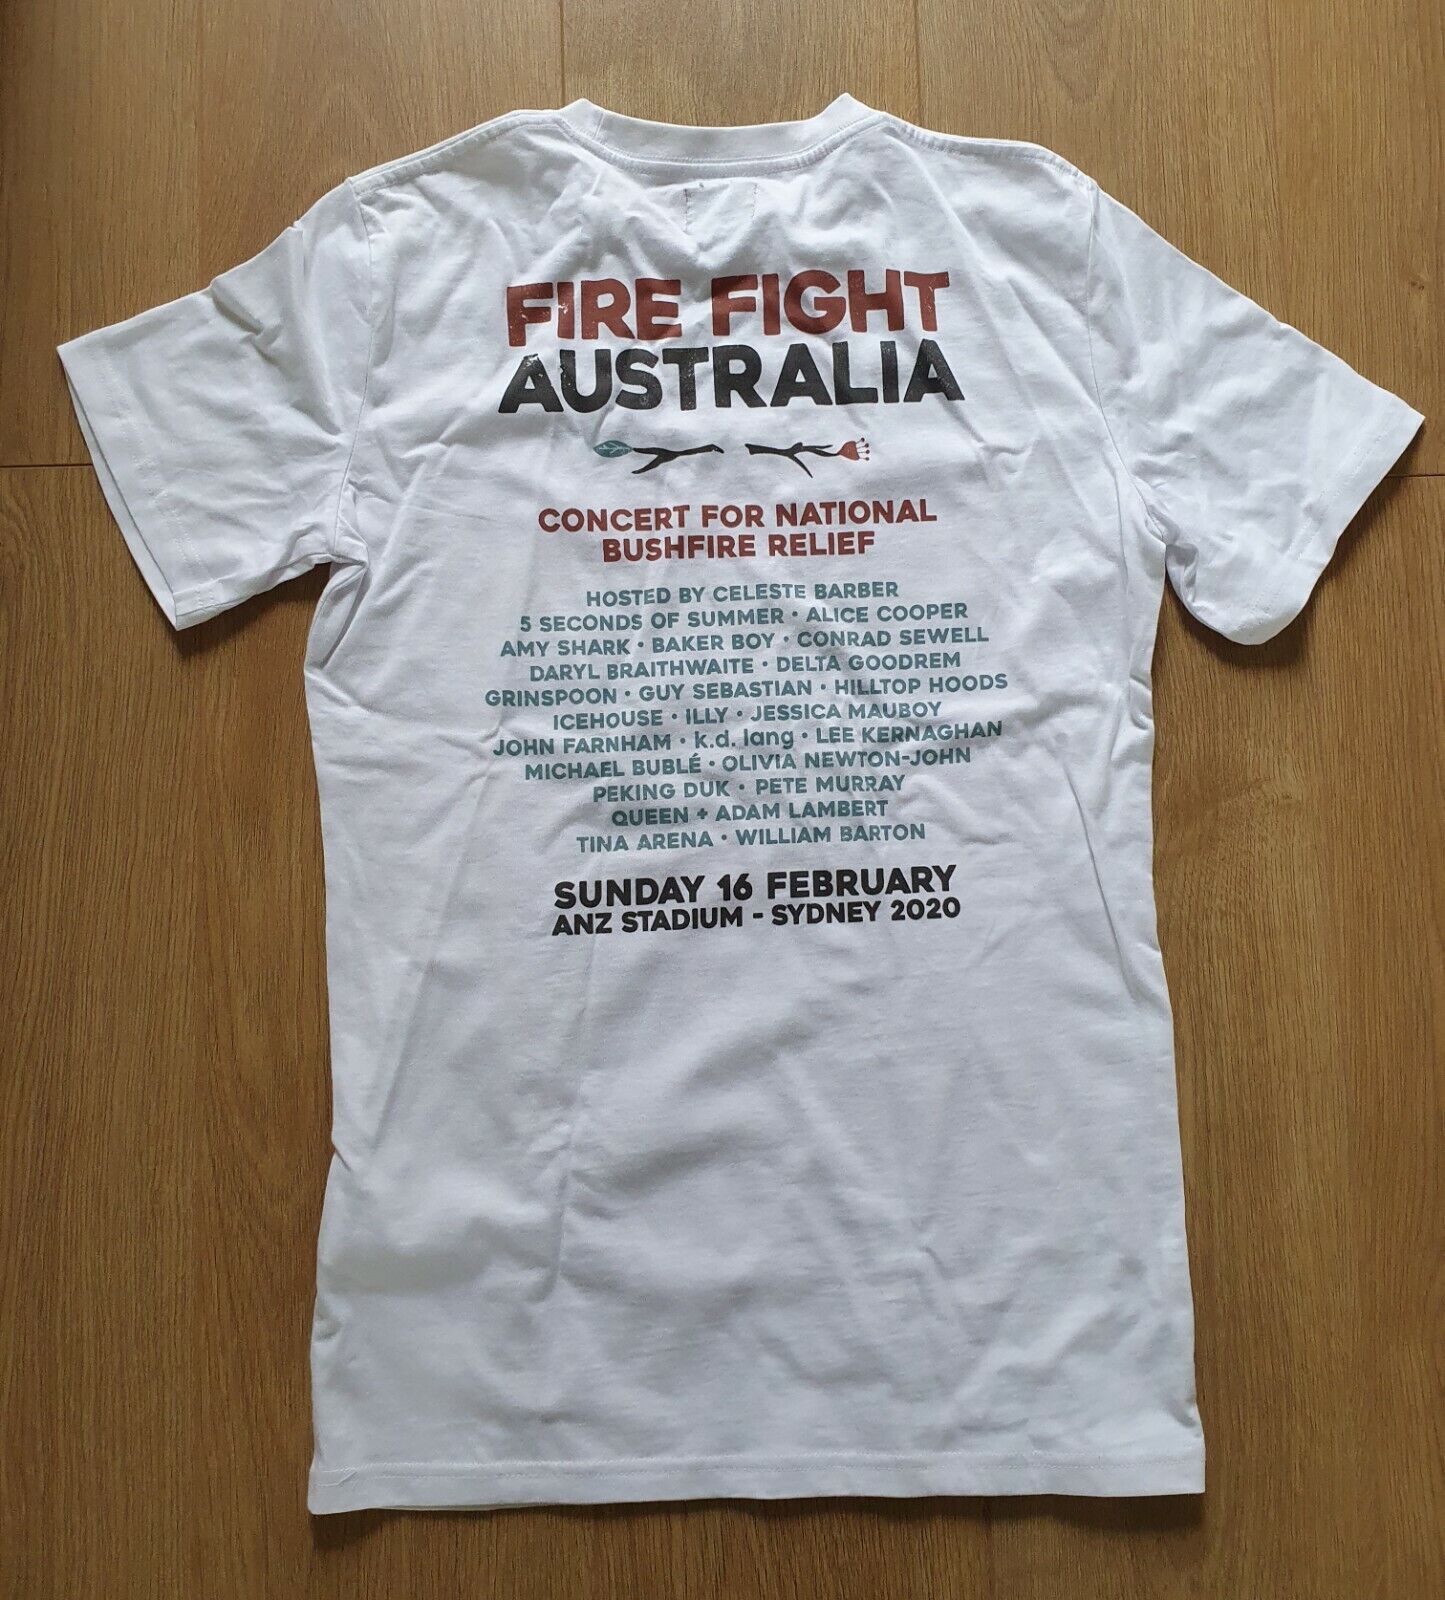 FIRE FIGHT
AUSTRALIA
CONCERT FOR NATIONAL
BUSHFIRE RELIEF
HOSTED BY CELESTE BARBER
5 SECONDS OF SUMMER • ALICE COOPER
AMY SHARK • BAKER BOY • CONRAD SEWELL
DARYL BRAITHWAITE • DELTA GOODREM
GRINSPOON • GUY SEBASTIAN • HILLTOP HOODS
ICEHOUSE • ILLY • JESSICA MAUBOY
JOHN FARNHAM • k.d. lang • LEE KERNAGHAN
MICHAEL BUBLÉ • OLIVIA NEWTON-JOHN
PEKING DUK • PETE MURRAY
QUEEN + ADAM LAMBERT
TINA ARENA • WILLIAM BARTON
SUNDAY 16 FEBRUARY
ANZ STADIUM - SYDNEY 2020